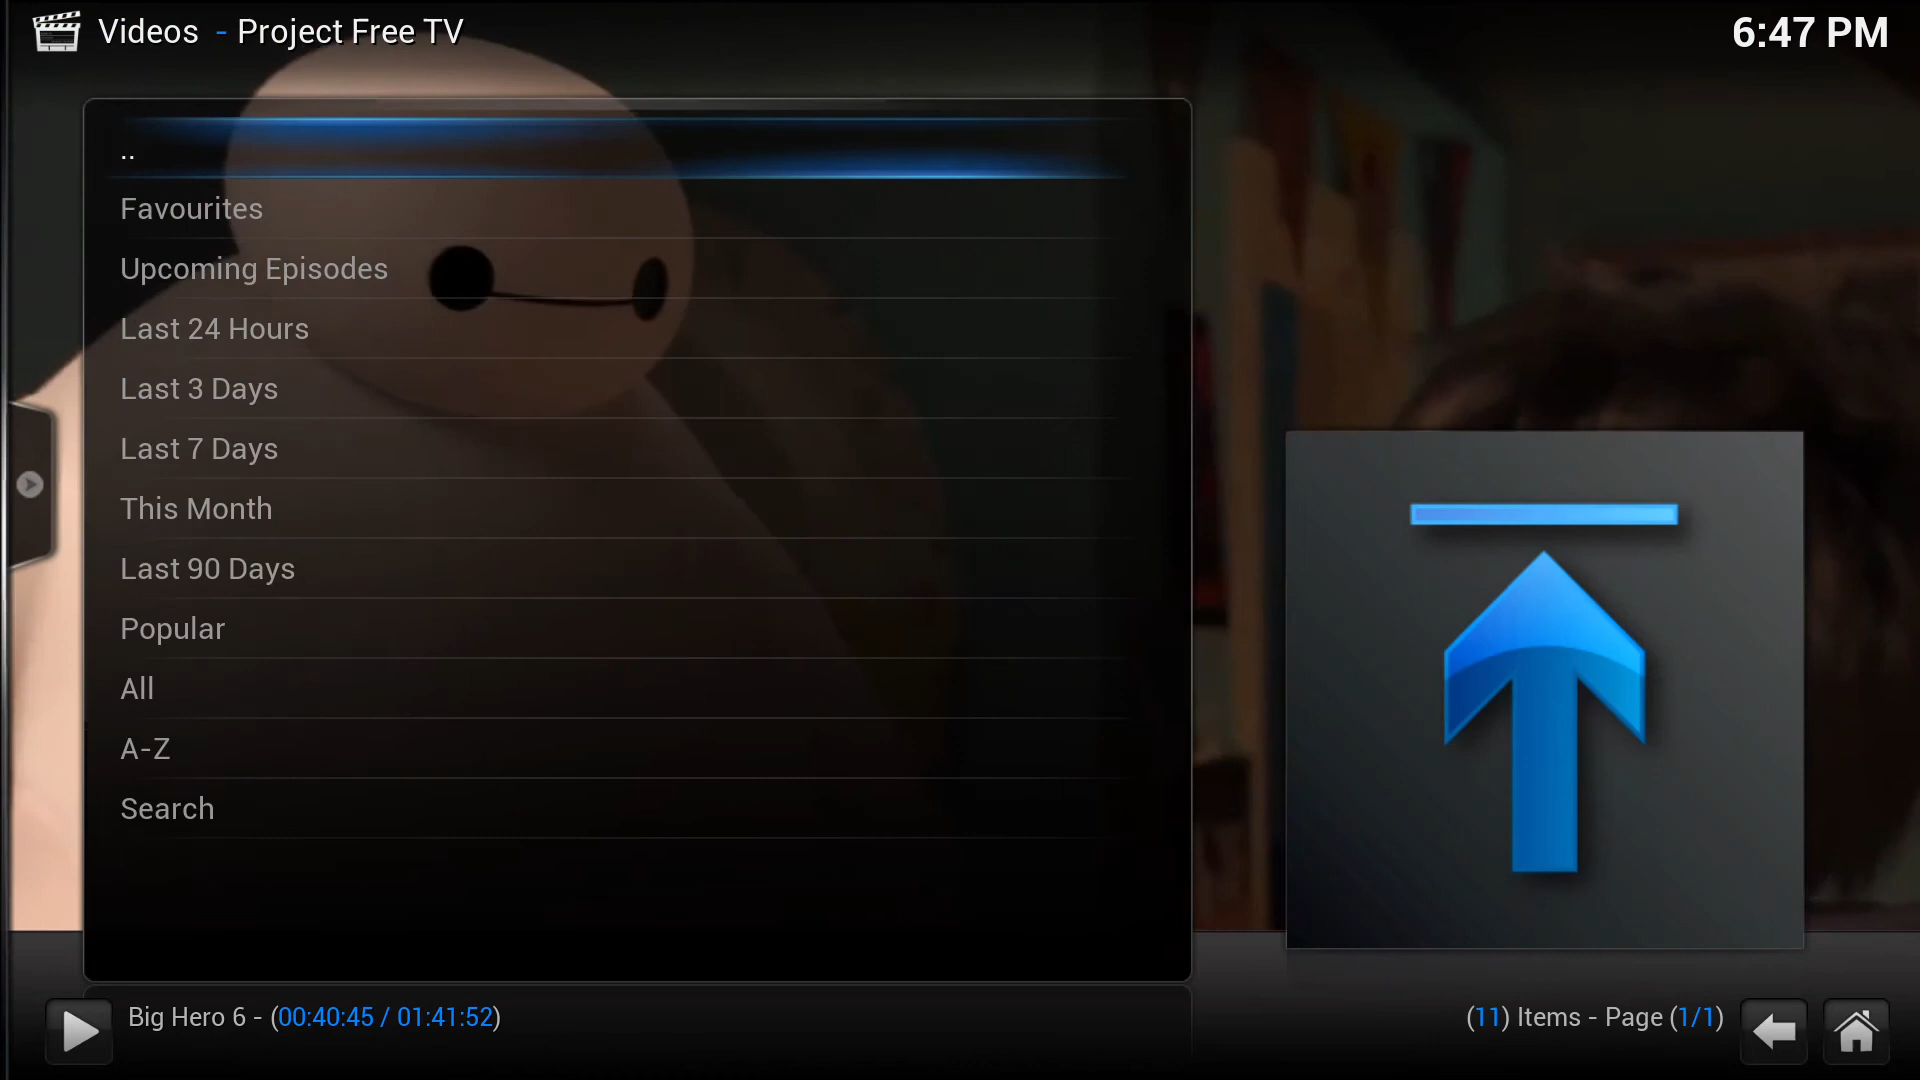 Videos - Project Free TV
6:47 PM
..
Favourites
Upcoming Episodes
Last 24 Hours
Last 3 Days
Last 7 Days
This Month
Last 90 Days
Popular
All
A-Z
Search
Big Hero 6 - (00:40:45 / 01:41:52)
(11) Items - Page (1/1)